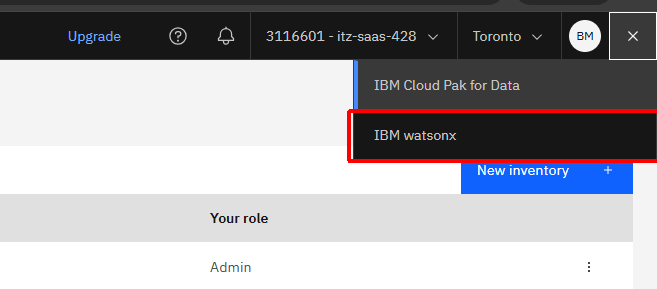 Upgrade
3116601 - itz-saas-428
Toronto
BM
IBM Cloud Pak for Data
IBM watsonx
New inventory +
Your role
Admin